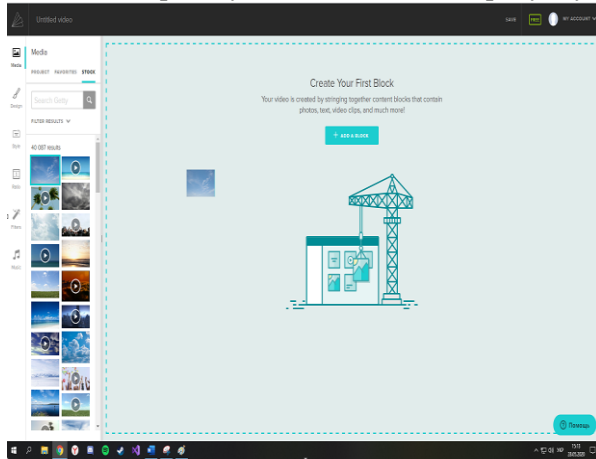 Untitled video
SAVE
FREE
MY ACCOUNT
Media
Media
PROJECT FAVORITES STOCK
Search Getty
Design
FILTER RESULTS
Style
40 097 results
Music
Create Your First Block
Your video is created by stringing together content blocks that contain
photos, text, video clips, and much more!
+ ADD A BLOCK
Помощь